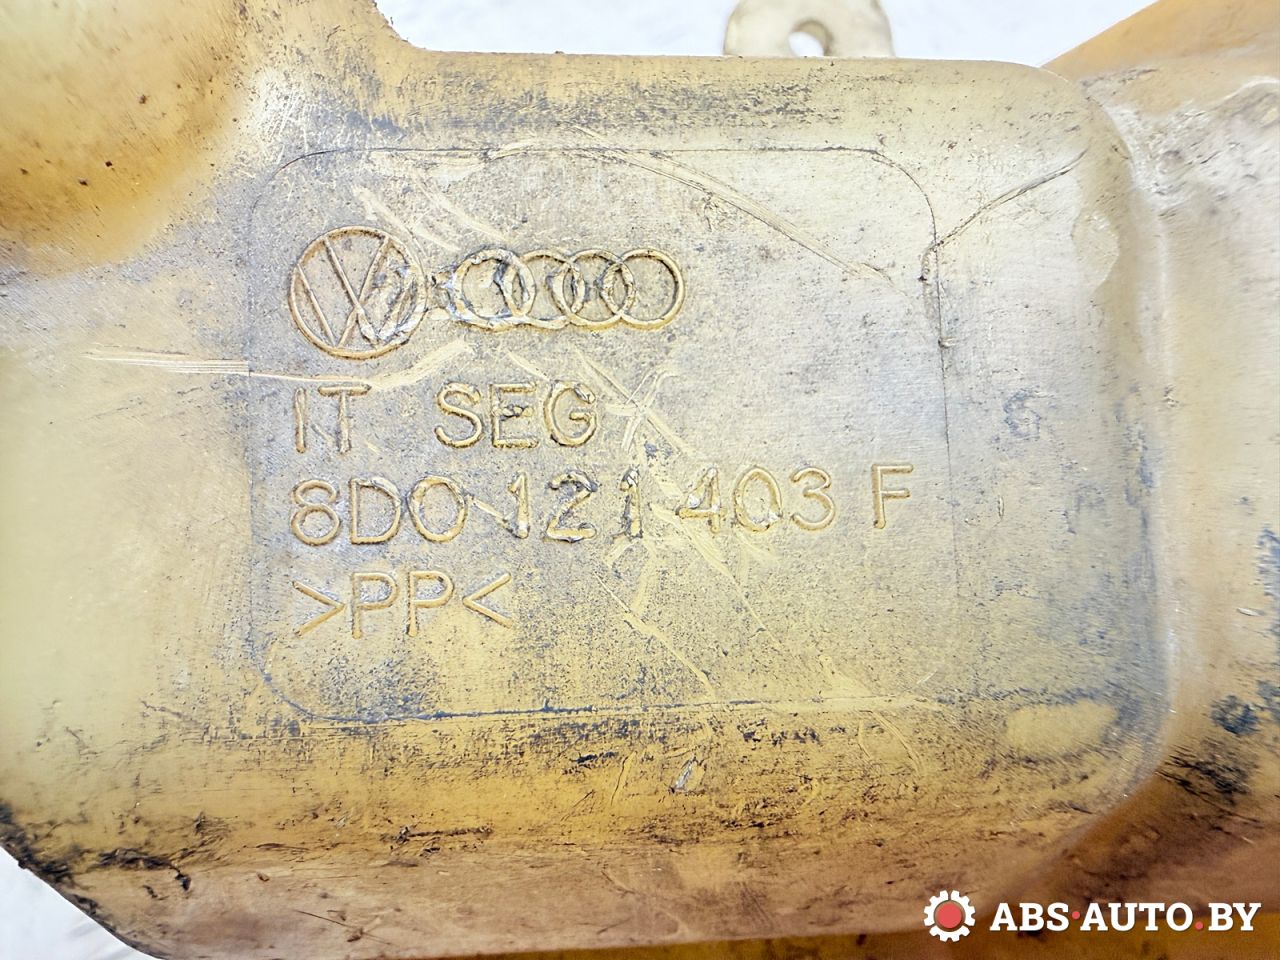 IT SEG
8D0 121 403 F
>PP<
ABS·AUTO.BY